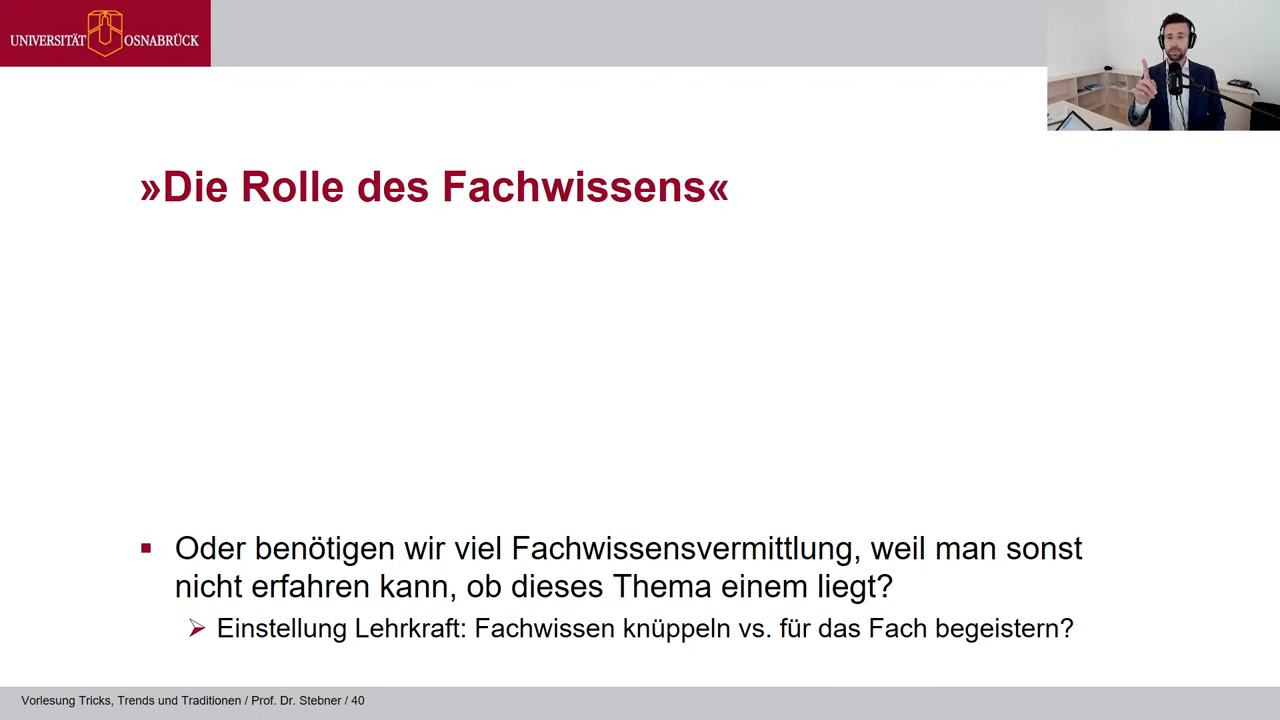 UNIVERSITÄT OSNABRÜCK
»Die Rolle des Fachwissens«
Oder benötigen wir viel Fachwissensvermittlung, weil man sonst
nicht erfahren kann, ob dieses Thema einem liegt?
Einstellung Lehrkraft: Fachwissen knüppeln vs. für das Fach begeistern?
Vorlesung Tricks, Trends und Traditionen / Prof. Dr. Stebner / 40